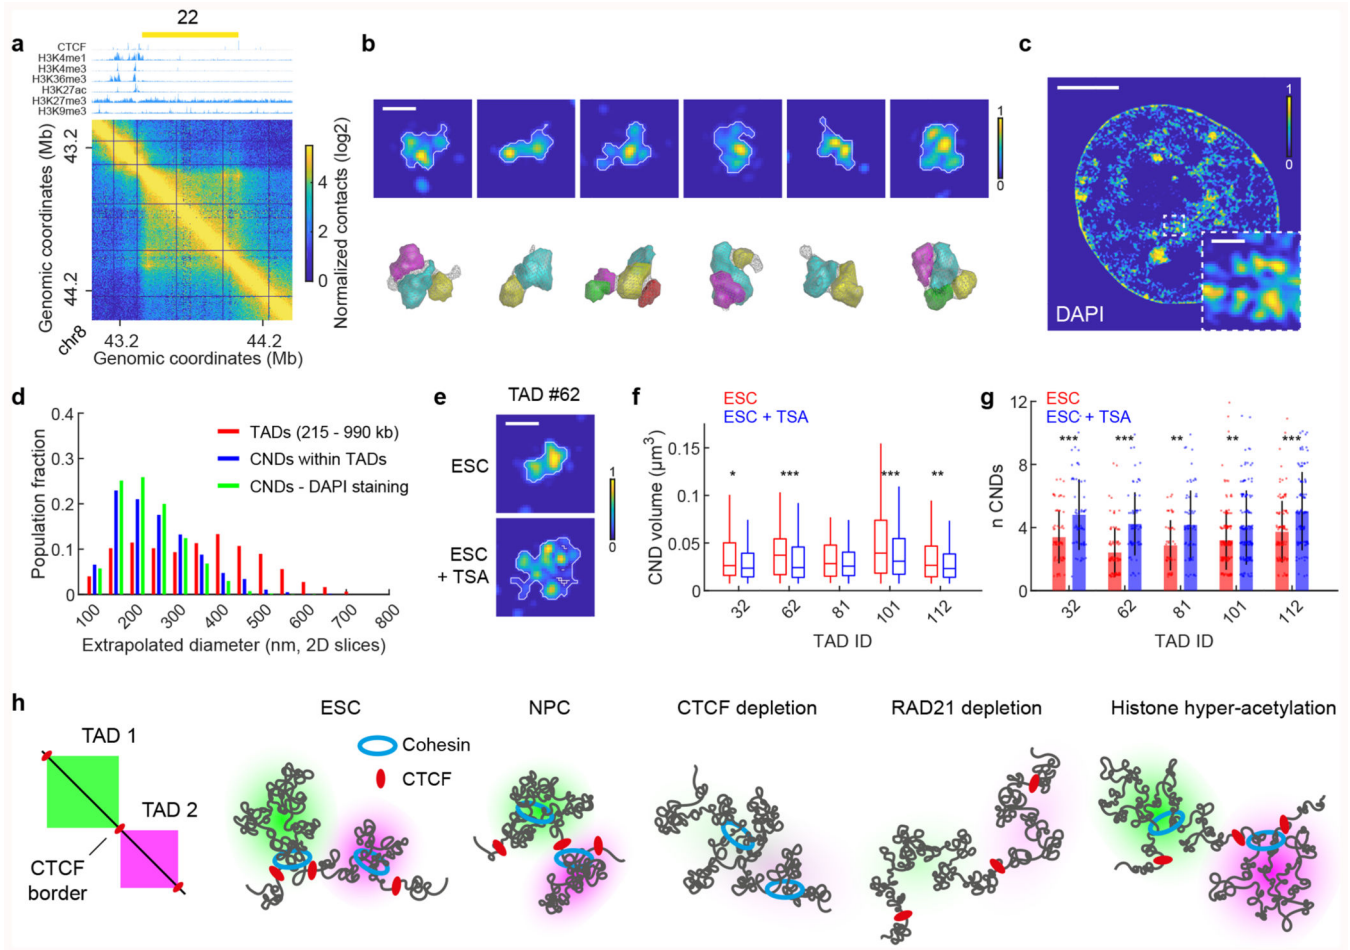 a
22
CTCF
H3K4me1
H3K4me3
H3K36me3
H3K27ac
H3K27me3
H3K9me3
Genomic coordinates (Mb)
43.2
44.2
chr8
43.2
44.2
Genomic coordinates (Mb)
4
2
0
Normalized contacts (log2)
b
1
0
c
1
0
DAPI
d
Population fraction
0.4
0.3
0.2
0.1
0
TADs (215 - 990 kb)
CNDs within TADs
CNDs - DAPI staining
100
200
300
400
500
600
700
800
Extrapolated diameter (nm, 2D slices)
e
TAD #62
ESC
ESC
+ TSA
1
0
f
ESC
ESC + TSA
CND volume (μm³)
0.15
0.1
0.05
0
*
***
***
**
32
62
81
101
112
TAD ID
g
ESC
ESC + TSA
n CNDs
12
8
4
0
***
***
**
**
***
32
62
81
101
112
TAD ID
h
TAD 1
TAD 2
CTCF
border
ESC
Cohesin
CTCF
NPC
CTCF depletion
RAD21 depletion
Histone hyper-acetylation